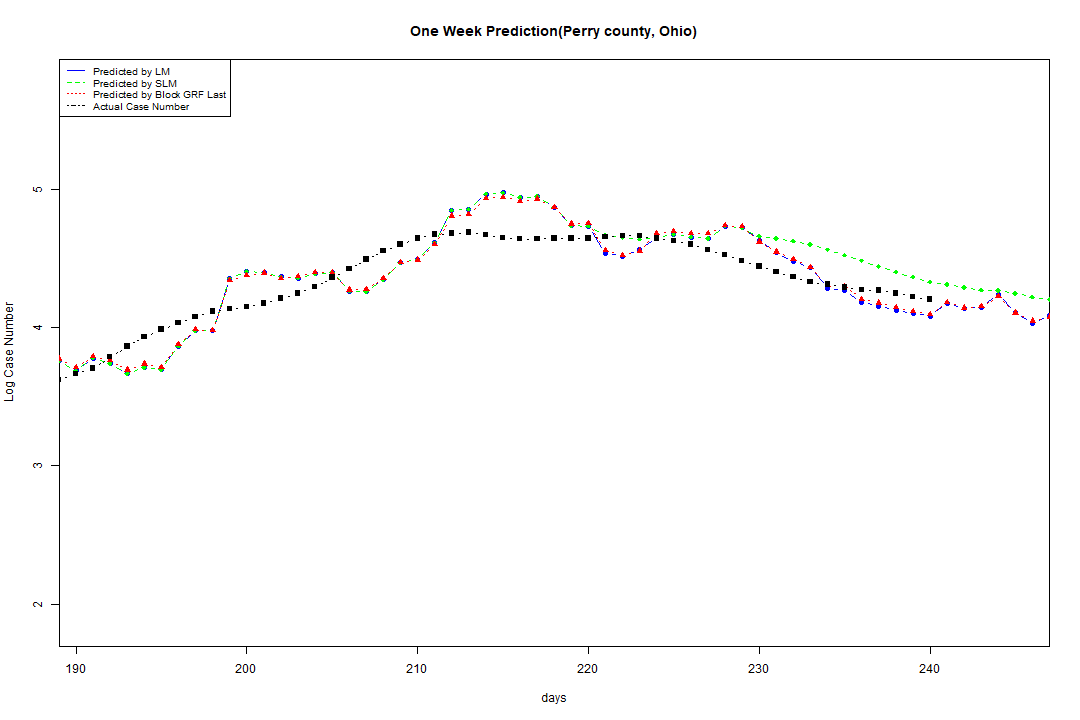 One Week Prediction(Perry county, Ohio)
Predicted by LM
Predicted by SLM
Predicted by Block GRF Last
Actual Case Number
5
4
3
2
Log Case Number
190 200 210 220 230 240
days